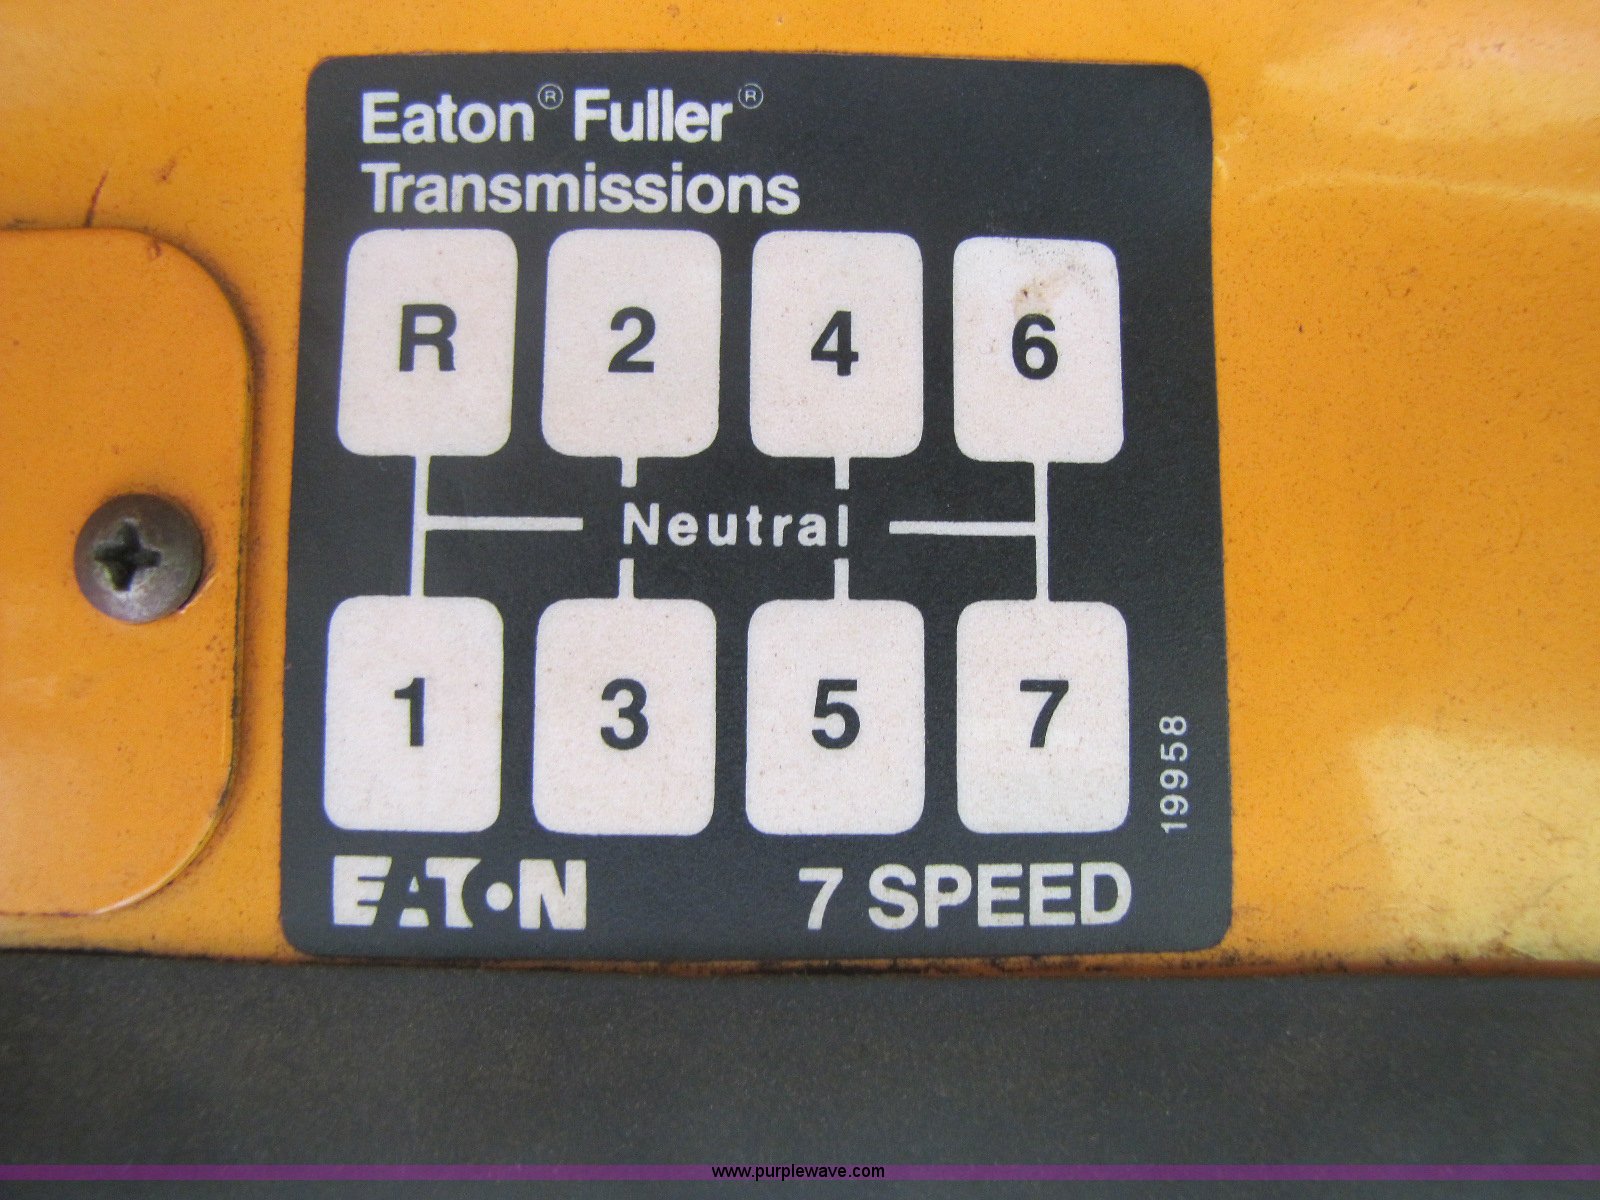 Eaton® Fuller®
Transmissions
R 2 4 6
Neutral
1 3 5 7
19958
EATON 7 SPEED
www.purplewave.com